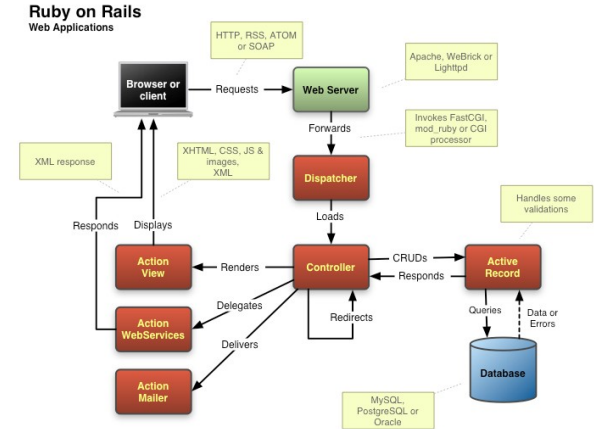 Ruby on Rails
Web Applications
HTTP, RSS, ATOM
or SOAP
Apache, WeBrick or
Lighttpd
Browser or
client
Requests
Web Server
Forwards
Invokes FastCGI,
mod_ruby or CGI
processor
XML response
XHTML, CSS, JS &
images,
XML
Dispatcher
Handles some
validations
Loads
Responds
Displays
Action
View
Renders
Controller
CRUDs
Responds
Active
Record
Delegates
Redirects
Queries
Data or
Errors
Action
WebServices
Delivers
Action
Mailer
Database
MySQL,
PostgreSQL or
Oracle